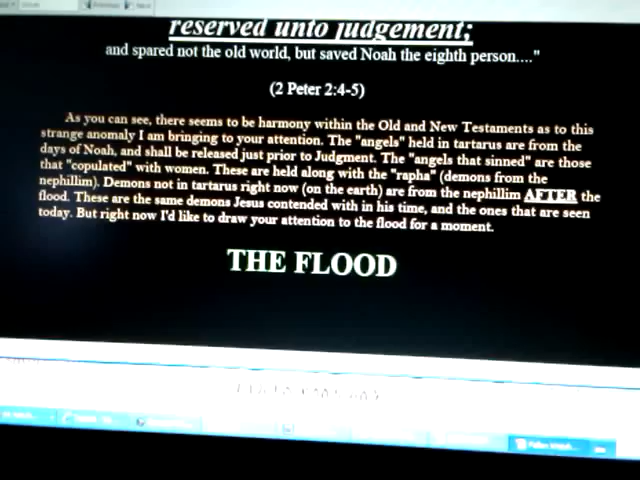 reserved unto judgement;
and spared not the old world, but saved Noah the eighth person...."
(2 Peter 2:4-5)
As you can see, there seems to be harmony within the Old and New Testaments as to this
strange anomaly I am bringing to your attention. The "angels" held in tartarus are from the
days of Noah, and shall be released just prior to Judgment. The "angels that sinned" are those
that "copulated" with women. These are held along with the "rapha" (demons from the
nephillim). Demons not in tartarus right now (on the earth) are from the nephillim AFTER the
flood. These are the same demons Jesus contended with in his time, and the ones that are seen
today. But right now I'd like to draw your attention to the flood for a moment.
THE FLOOD